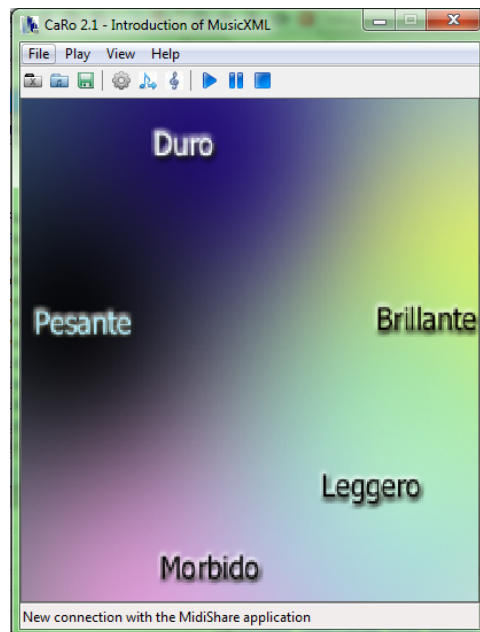 CaRo 2.1 - Introduction of MusicXML
File Play View Help
Duro
Pesante
Brillante
Leggero
Morbido
New connection with the MidiShare application